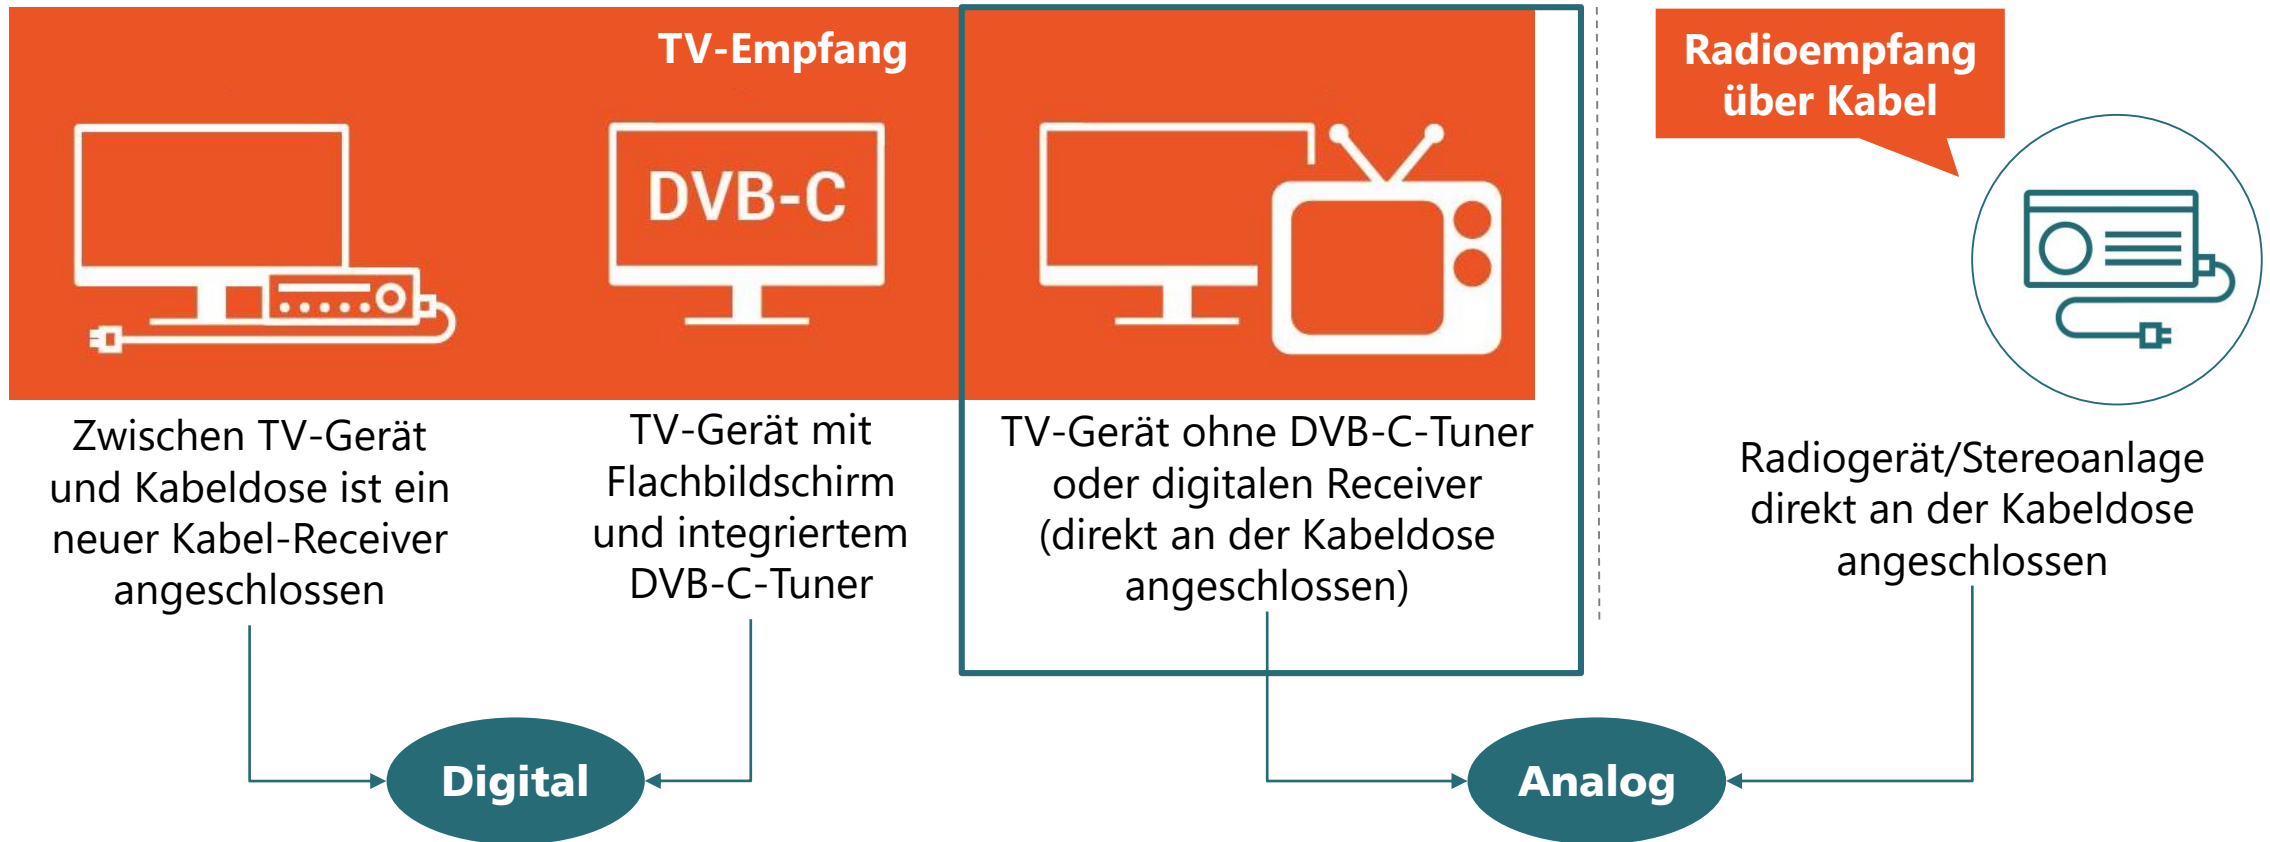 TV-Empfang
DVB-C
Zwischen TV-Gerät
und Kabeldose ist ein
neuer Kabel-Receiver
angeschlossen
TV-Gerät mit
Flachbildschirm
und integriertem
DVB-C-Tuner
TV-Gerät ohne DVB-C-Tuner
oder digitalen Receiver
(direkt an der Kabeldose
angeschlossen)
Radioempfang
über Kabel
Radiogerät/Stereoanlage
direkt an der Kabeldose
angeschlossen
Digital
Analog